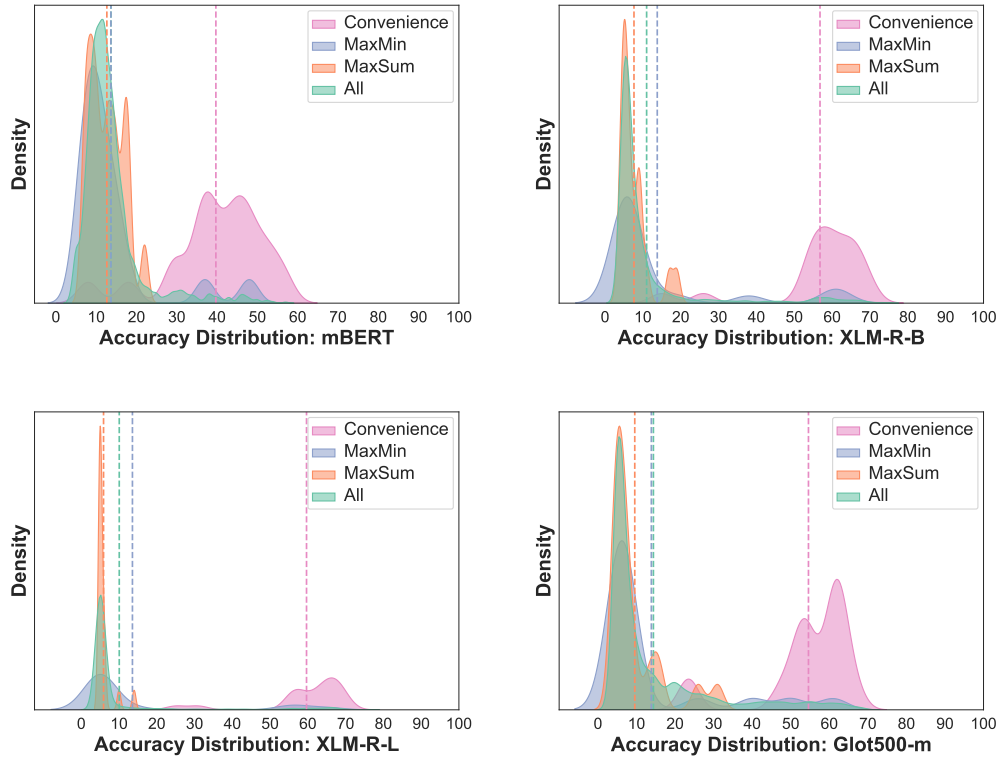 Convenience
MaxMin
MaxSum
All
Density
0 10 20 30 40 50 60 70 80 90 100
Accuracy Distribution: mBERT
Convenience
MaxMin
MaxSum
All
Density
0 10 20 30 40 50 60 70 80 90 100
Accuracy Distribution: XLM-R-B
Convenience
MaxMin
MaxSum
All
Density
0 10 20 30 40 50 60 70 80 90 100
Accuracy Distribution: XLM-R-L
Convenience
MaxMin
MaxSum
All
Density
0 10 20 30 40 50 60 70 80 90 100
Accuracy Distribution: Glot500-m